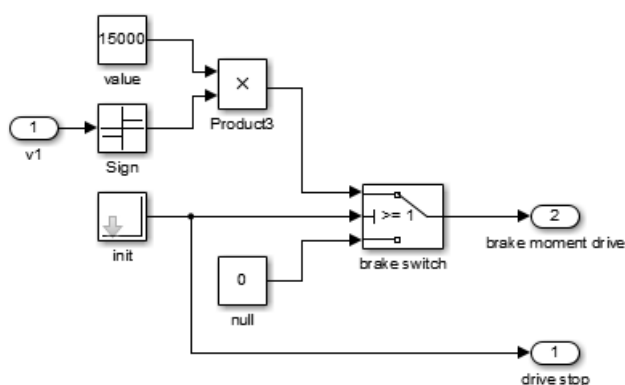 15000
value
×
Product3
1
v1
Sign
init
>= 1
brake switch
2
brake moment drive
0
null
1
drive stop